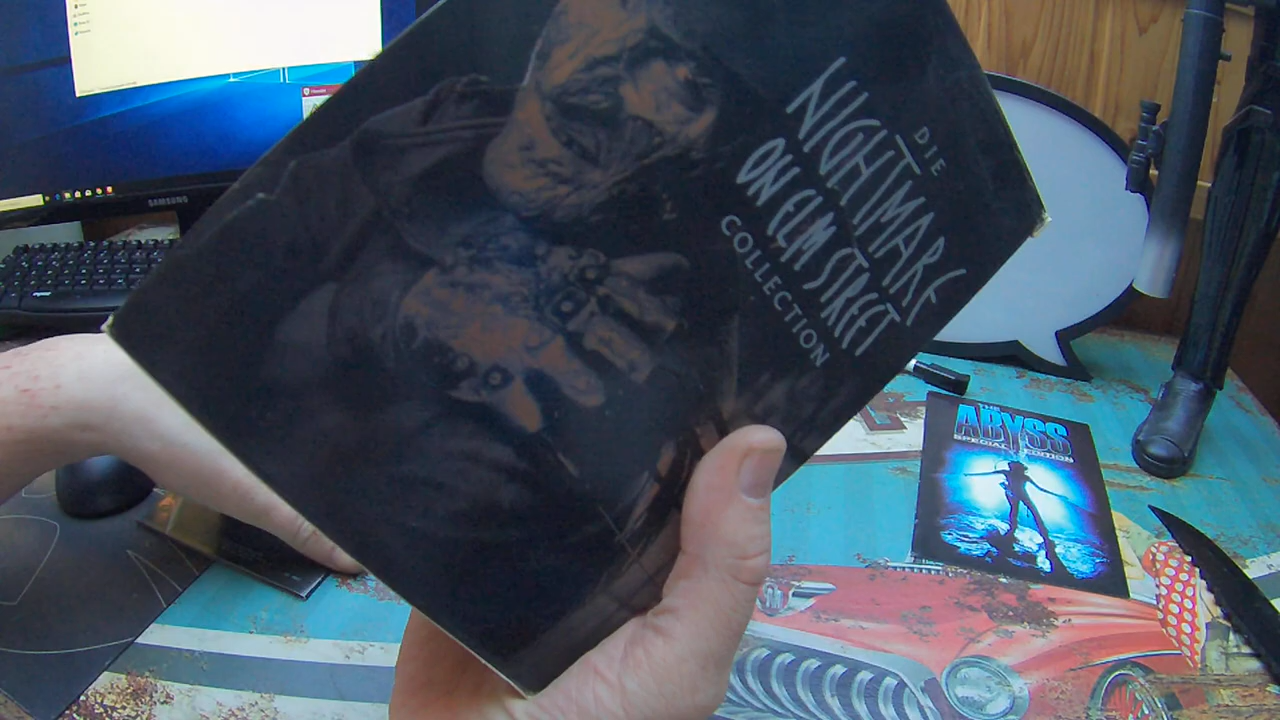 DIE
NIGHTMARE
ON ELM STREET
COLLECTION
SAMSUNG
THE
ABYSS
SPECIAL EDITION